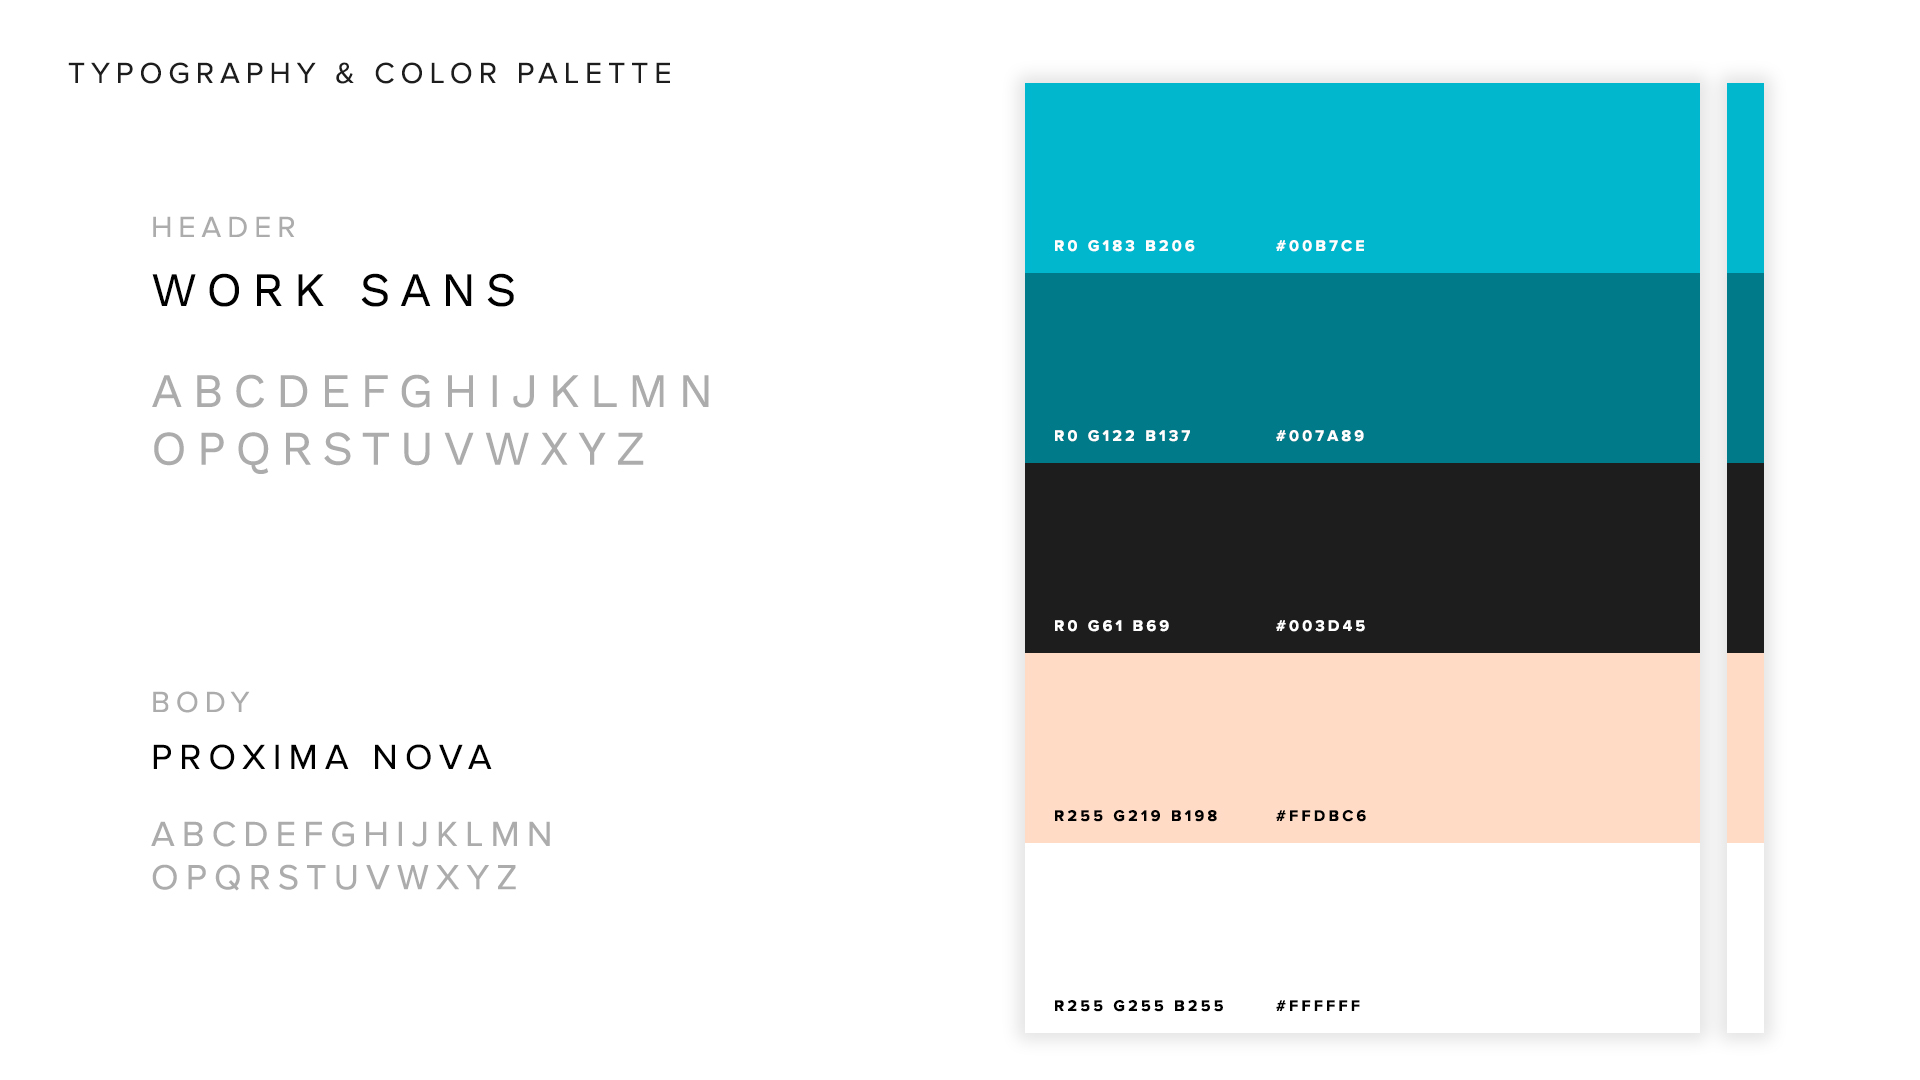 TYPOGRAPHY & COLOR PALETTE
HEADER
WORK SANS
ABCDEFGHIJKLMN
OPQRSTUVWXYZ
BODY
PROXIMA NOVA
ABCDEFGHIJKLMN
OPQRSTUVWXYZ
R0 G183 B206 #00B7CE
R0 G122 B137 #007A89
R0 G61 B69 #003D45
R255 G219 B198 #FFDBC6
R255 G255 B255 #FFFFFF